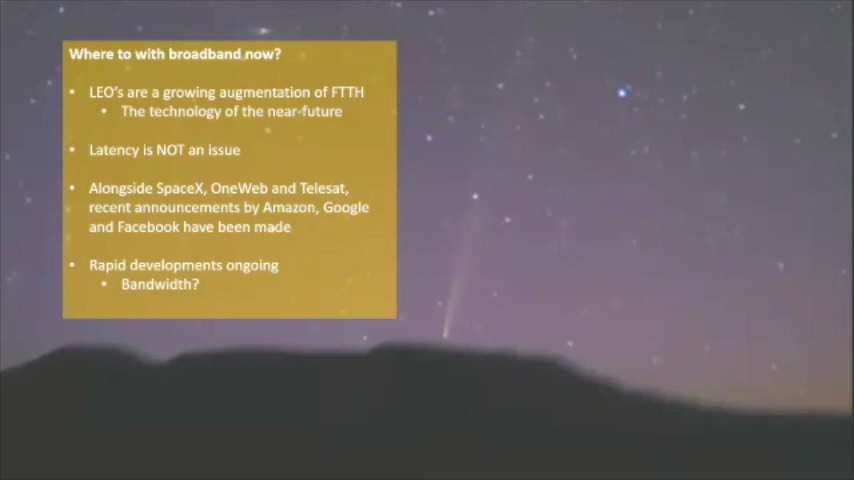 Where to with broadband now?
• LEO's are a growing augmentation of FTTH
• The technology of the near-future
• Latency is NOT an issue
• Alongside SpaceX, OneWeb and Telesat,
recent announcements by Amazon, Google
and Facebook have been made
• Rapid developments ongoing
• Bandwidth?